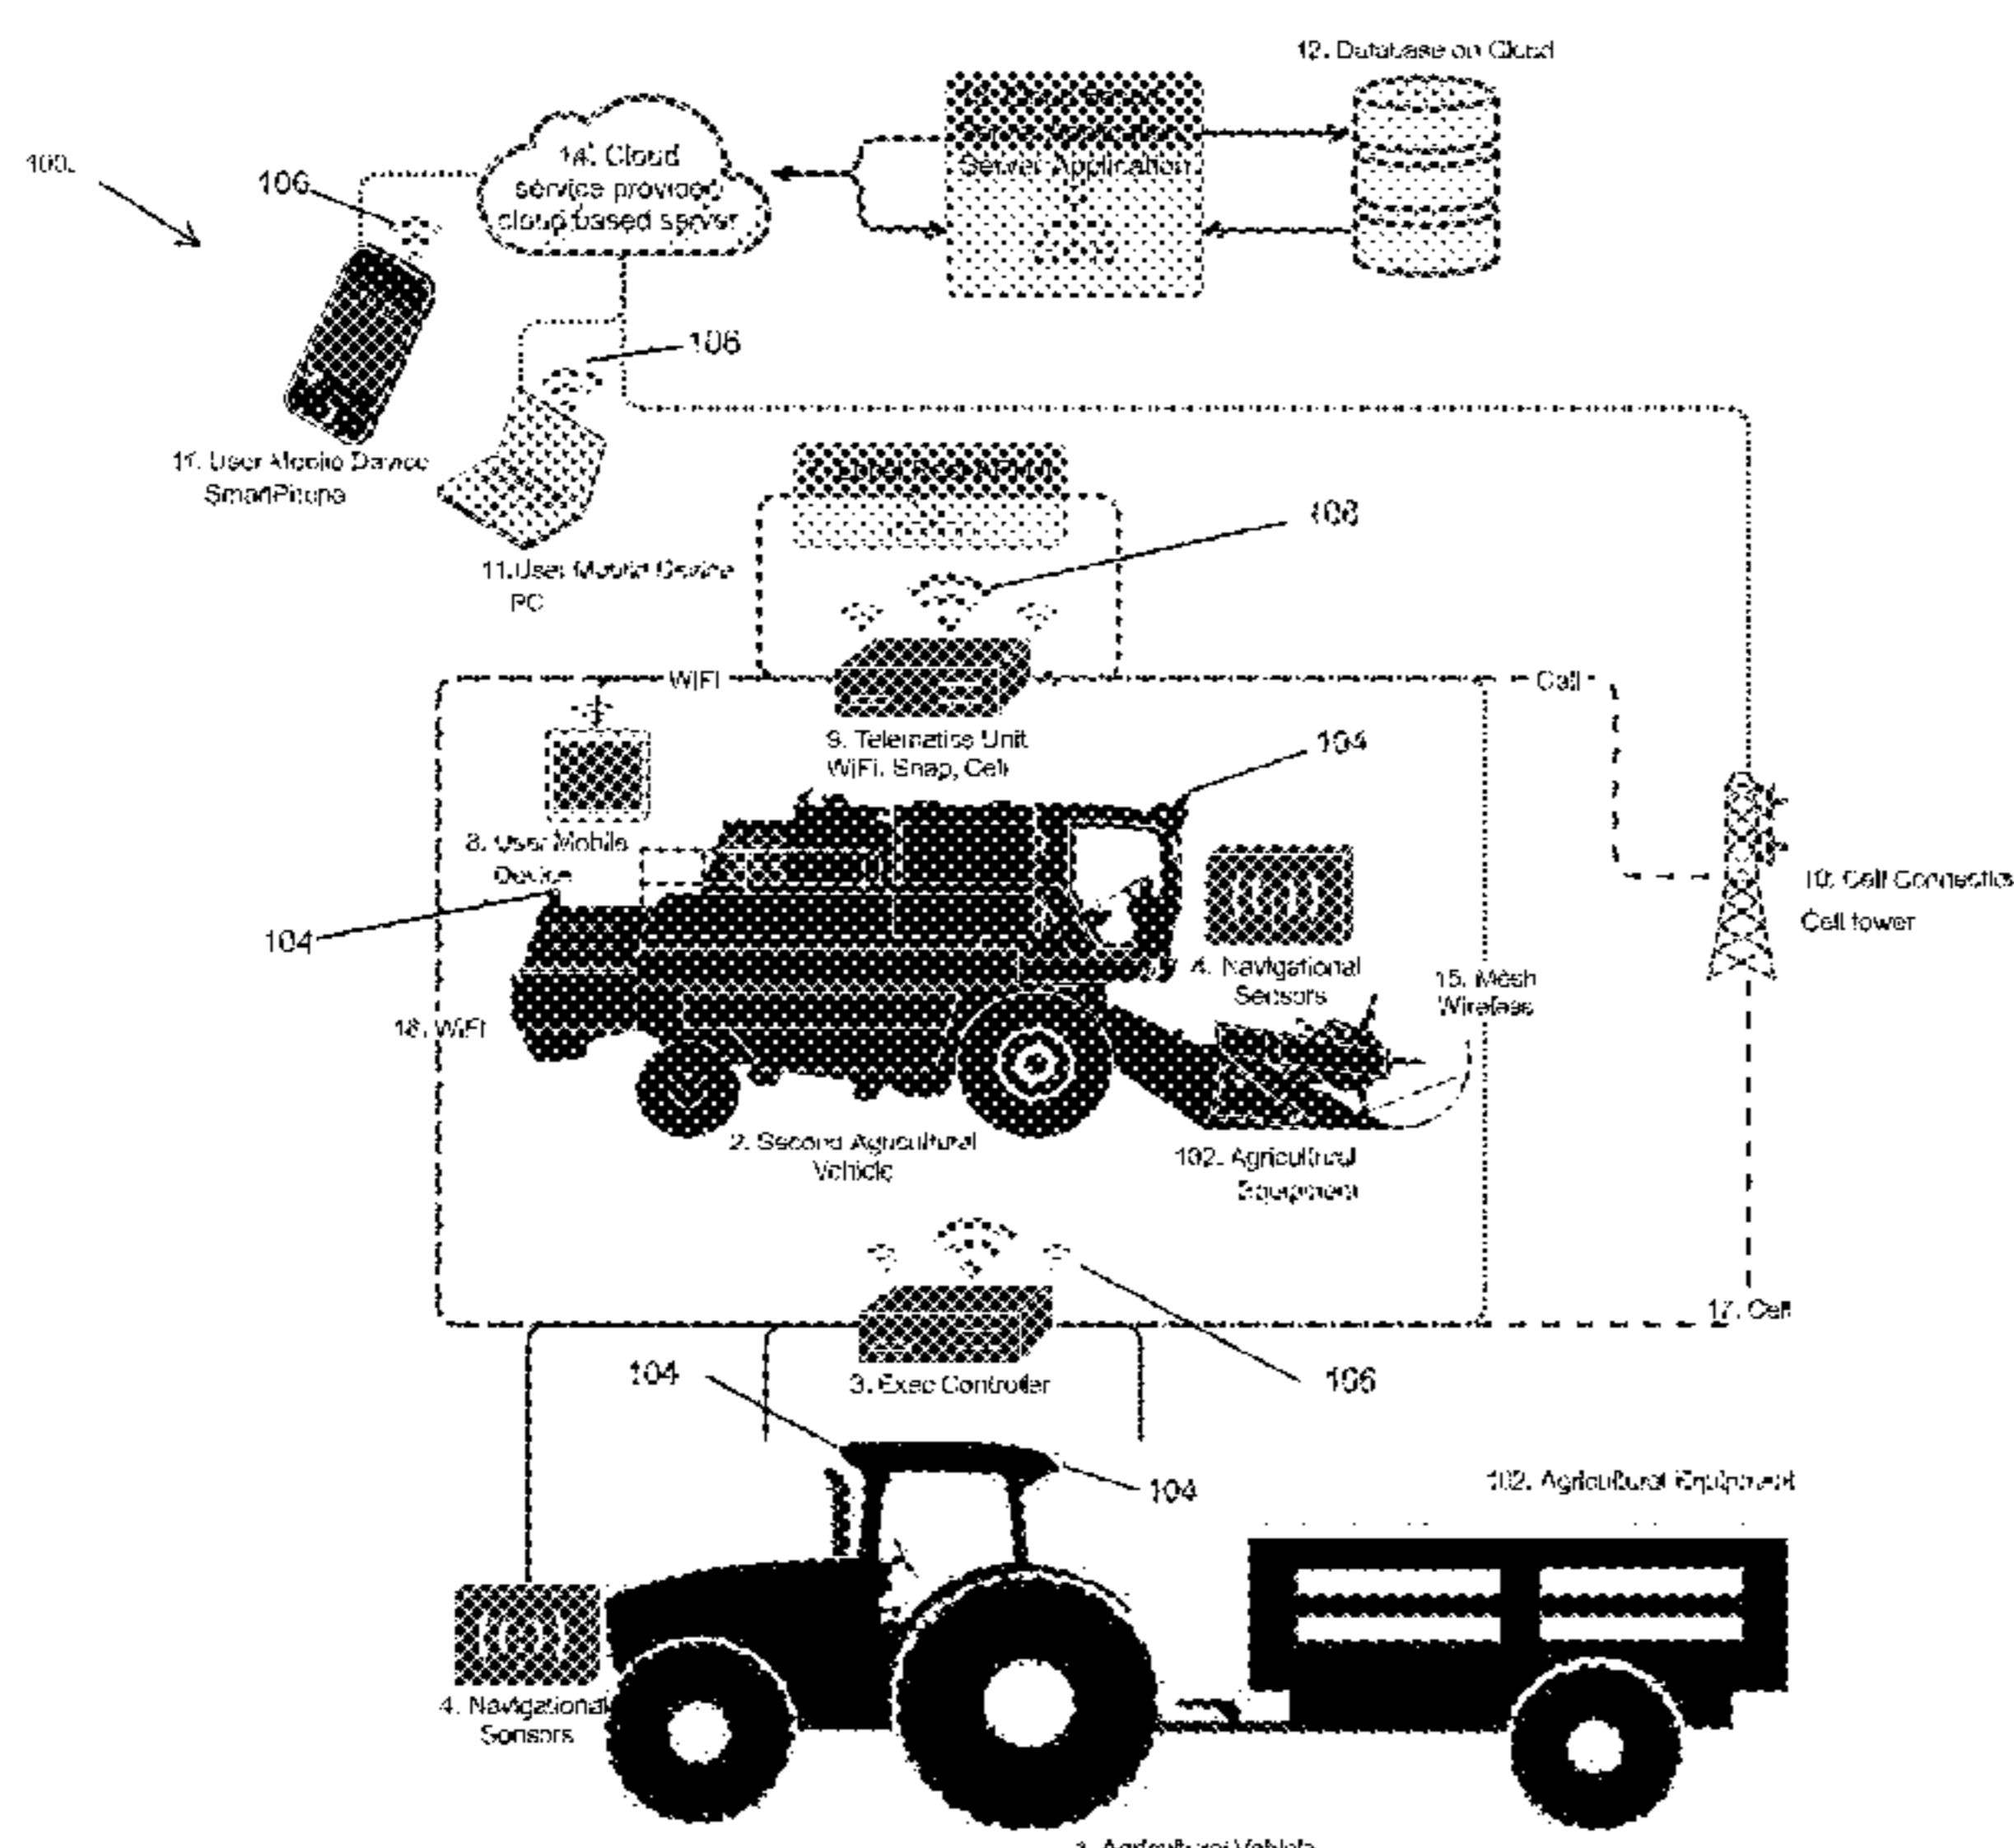 12. Database on Cloud
100.
106
14. Cloud
service provider
cloud based server
Server Application
106
11. User Mobile Device
SmartPhone
106
11.User Mobile Device
PC
WiFi
Cell
9. Telematics Unit
WiFi, Snap, Cell
104
8. User Mobile
Device
10. Cell Connection
Cell tower
104
4. Navigational
Sensors
15. Mesh
Wireless
WiFi
2. Second Agricultural
Vehicle
102. Agricultural
Equipment
17. Cell
104
3. Exec Controller
106
104
102. Agricultural Equipment
4. Navigational
Sensors
Agricultural Vehicle